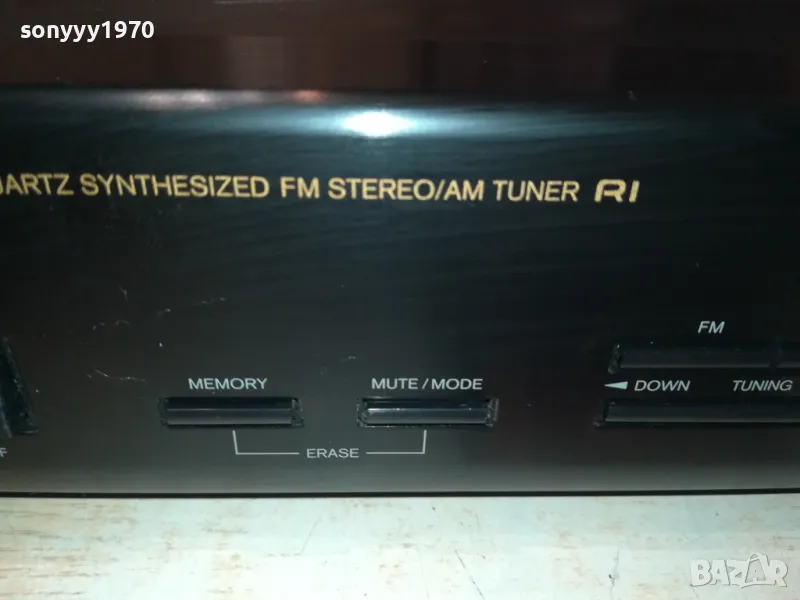 sonyyy1970
SYNTHESIZED FM STEREO/AM TUNER RI
FM
MEMORY
MUTE / MODE
DOWN
TUNING
ERASE
BAZAR